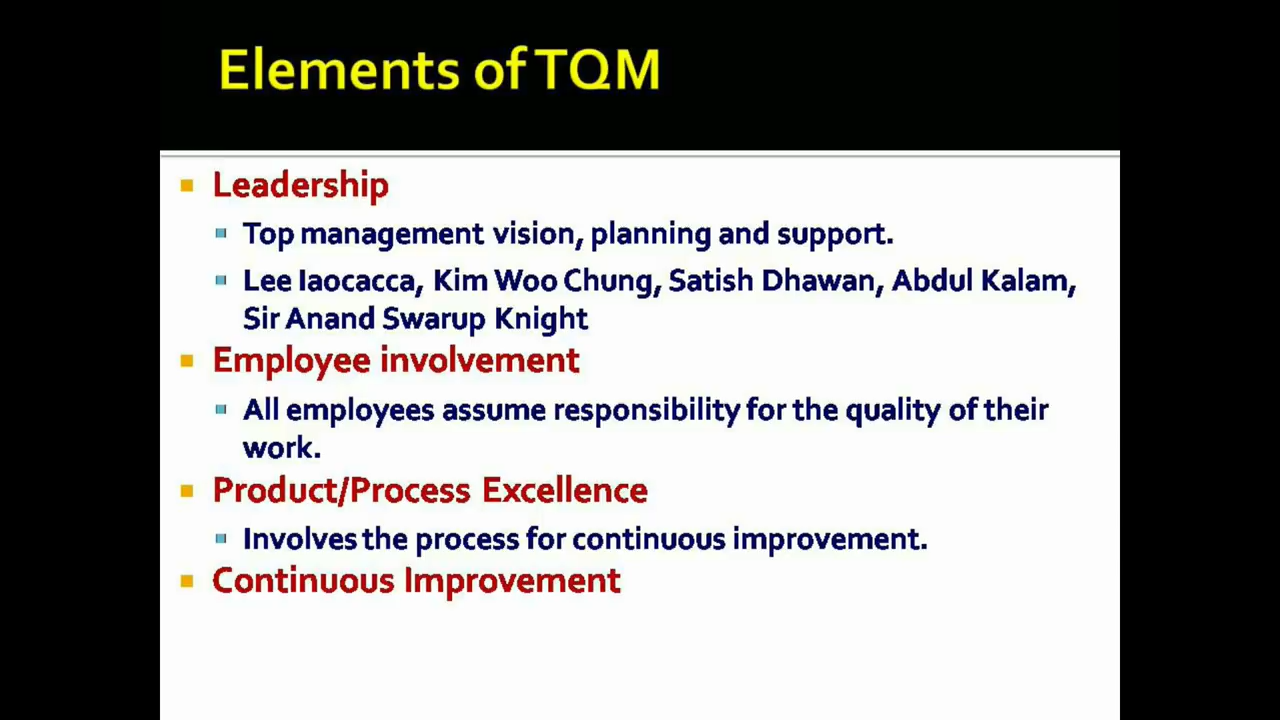 Elements of TQM
Leadership
Top management vision, planning and support.
Lee Iaocacca, Kim Woo Chung, Satish Dhawan, Abdul Kalam,
Sir Anand Swarup Knight
Employee involvement
All employees assume responsibility for the quality of their
work.
Product/Process Excellence
Involves the process for continuous improvement.
Continuous Improvement